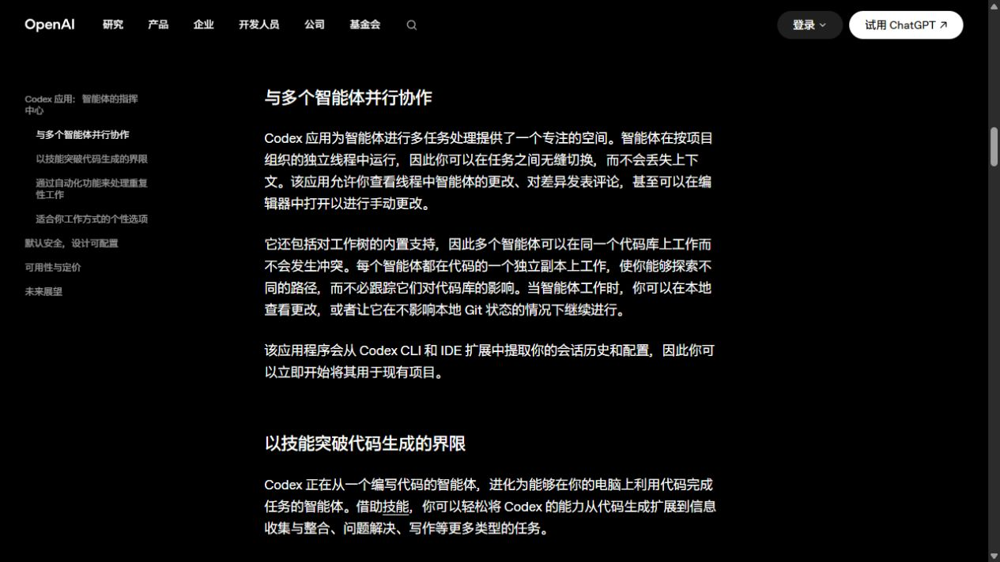 OpenAI 研究 产品 企业 开发人员 公司 基金会 登录 试用 ChatGPT ↗
Codex 应用：智能体的指挥
中心
与多个智能体并行协作
以技能突破代码生成的界限
通过自动化功能来处理重复
性工作
适合你工作方式的个性选项
默认安全，设计可配置
可用性与定价
未来展望
与多个智能体并行协作
Codex 应用为智能体进行多任务处理提供了一个专注的空间。智能体在按项目
组织的独立线程中运行，因此你可以在任务之间无缝切换，而不会丢失上下
文。该应用允许你查看线程中智能体的更改、对差异发表评论，甚至可以在编
辑器中打开以进行手动更改。
它还包括对工作树的内置支持，因此多个智能体可以在同一个代码库上工作而
不会发生冲突。每个智能体都在代码的一个独立副本上工作，使你能够探索不
同的路径，而不必跟踪它们对代码库的影响。当智能体工作时，你可以在本地
查看更改，或者让它在不影响本地 Git 状态的情况下继续进行。
该应用程序会从 Codex CLI 和 IDE 扩展中提取你的会话历史和配置，因此你可
以立即开始将其用于现有项目。
以技能突破代码生成的界限
Codex 正在从一个编写代码的智能体，进化为能够在你的电脑上利用代码完成
任务的智能体。借助技能，你可以轻松将 Codex 的能力从代码生成扩展到信息
收集与整合、问题解决、写作等更多类型的任务。